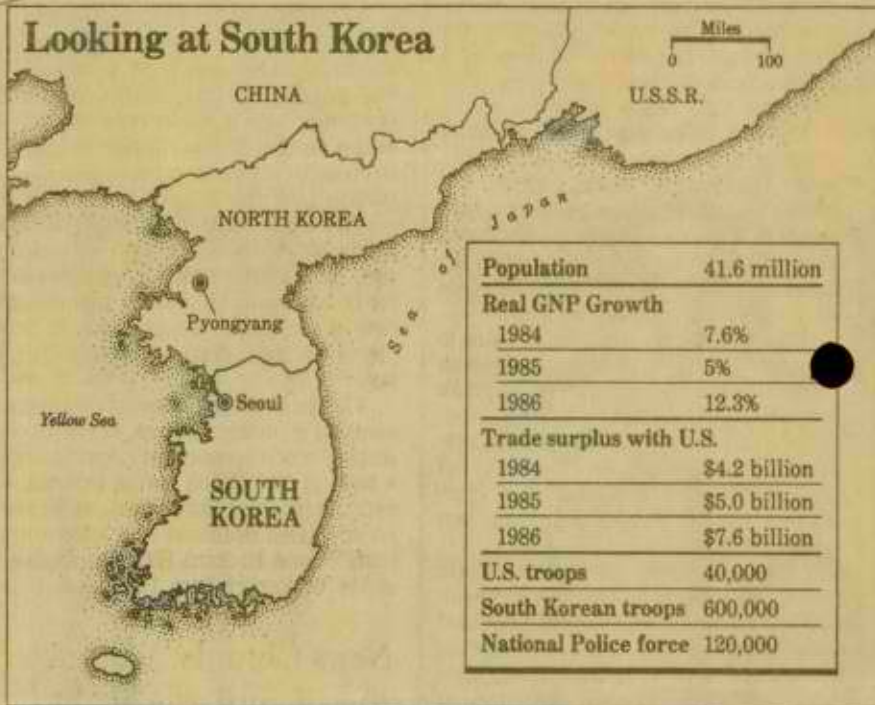 Looking at South Korea
Miles
0 100
CHINA
U.S.S.R.
NORTH KOREA
Sea of Japan
Pyongyang
Seoul
Yellow Sea
SOUTH
KOREA
Population 41.6 million
Real GNP Growth
1984 7.6%
1985 5%
1986 12.3%
Trade surplus with U.S.
1984 $4.2 billion
1985 $5.0 billion
1986 $7.6 billion
U.S. troops 40,000
South Korean troops 600,000
National Police force 120,000